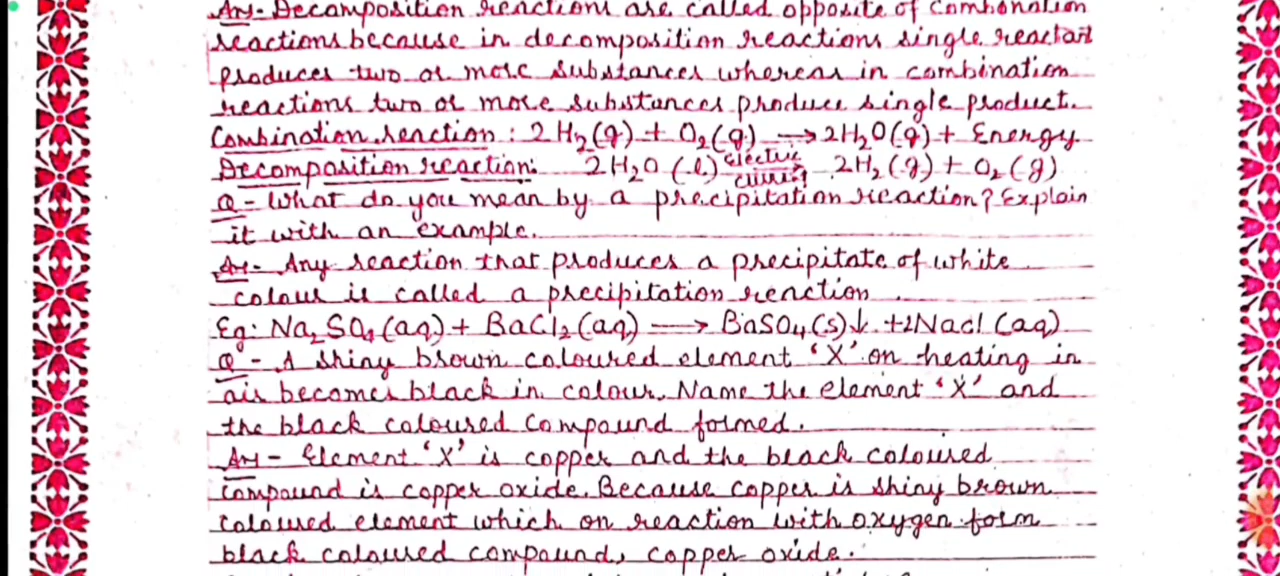 Ans- Decomposition reactions are called opposite of combonation
reactions because in decomposition reactions single reactant
produces two or more substances whereas in combination
reactions two or more substances produce single product.
Combination reaction : 2H₂(g) + O₂(g) → 2H₂O(g) + Energy
Decomposition reaction: 2H₂O (l) electric current→ 2H₂(g) + O₂(g)
Q - What do you mean by a precipitation reaction? Explain
it with an example.
Ans- Any reaction that produces a precipitate of white
colour is called a precipitation reaction
Eg: Na₂SO₄(aq) + BaCl₂(aq) → BaSO₄(s)↓ +2Nacl (aq)
Q - A shiny brown coloured element 'X' on heating in
air becomes black in colour. Name the element 'X' and
the black coloured compound formed.
Ans - Element 'X' is copper and the black coloured
compound is copper oxide. Because copper is shiny brown
coloured element which on reaction with oxygen form
black coloured compound, copper oxide.